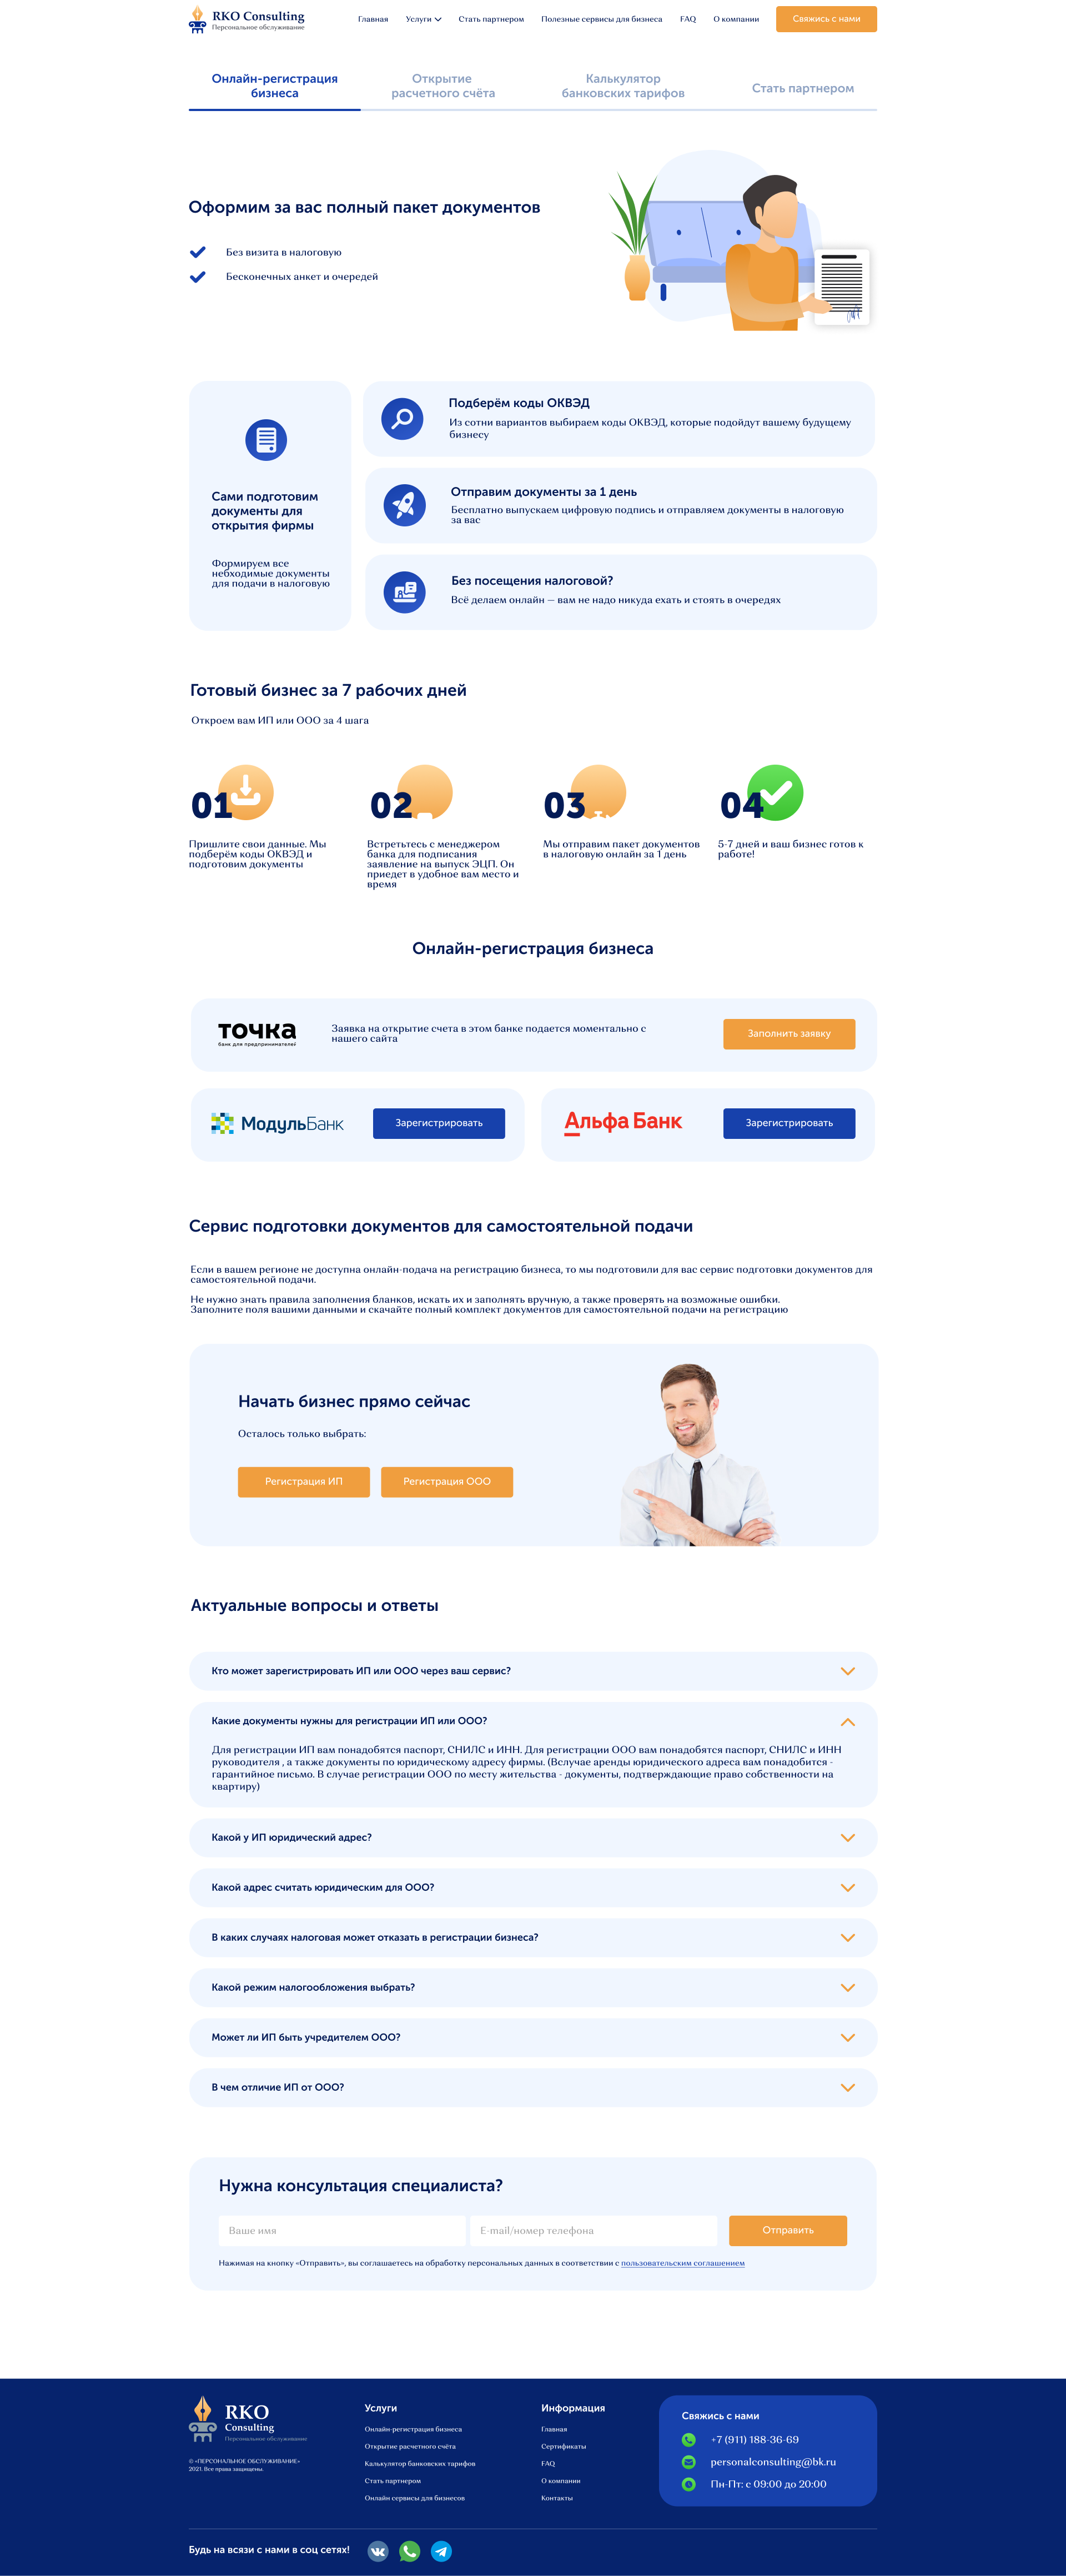 RKO Consulting
Персональное обслуживание
Главная
Услуги
Стать партнером
Полезные сервисы для бизнеса
FAQ
О компании
Свяжись с нами
Онлайн-регистрация
бизнеса
Открытие
расчетного счёта
Калькулятор
банковских тарифов
Стать партнером
Оформим за вас полный пакет документов
Без визита в налоговую
Бесконечных анкет и очередей
Сами подготовим
документы для
открытия фирмы
Формируем все
небходимые документы
для подачи в налоговую
Подберём коды ОКВЭД
Из сотни вариантов выбираем коды ОКВЭД, которые подойдут вашему будущему
бизнесу
Отправим документы за 1 день
Бесплатно выпускаем цифровую подпись и отправляем документы в налоговую
за вас
Без посещения налоговой?
Всё делаем онлайн — вам не надо никуда ехать и стоять в очередях
Готовый бизнес за 7 рабочих дней
Откроем вам ИП или ООО за 4 шага
01
Пришлите свои данные. Мы
подберём коды ОКВЭД и
подготовим документы
02
Встретьтесь с менеджером
банка для подписания
заявление на выпуск ЭЦП. Он
приедет в удобное вам место и
время
03
Мы отправим пакет документов
в налоговую онлайн за 1 день
04
5-7 дней и ваш бизнес готов к
работе!
Онлайн-регистрация бизнеса
точка
банк для предпринимателей
Заявка на открытие счета в этом банке подается моментально с
нашего сайта
Заполнить заявку
МодульБанк
Зарегистрировать
Альфа Банк
Зарегистрировать
Сервис подготовки документов для самостоятельной подачи
Если в вашем регионе не доступна онлайн-подача на регистрацию бизнеса, то мы подготовили для вас сервис подготовки документов для
самостоятельной подачи.
Не нужно знать правила заполнения бланков, искать их и заполнять вручную, а также проверять на возможные ошибки.
Заполните поля вашими данными и скачайте полный комплект документов для самостоятельной подачи на регистрацию
Начать бизнес прямо сейчас
Осталось только выбрать:
Регистрация ИП
Регистрация ООО
Актуальные вопросы и ответы
Кто может зарегистрировать ИП или ООО через ваш сервис?
Какие документы нужны для регистрации ИП или ООО?
Для регистрации ИП вам понадобятся паспорт, СНИЛС и ИНН. Для регистрации ООО вам понадобятся паспорт, СНИЛС и ИНН
руководителя , а также документы по юридическому адресу фирмы. (Вслучае аренды юридического адреса вам понадобится -
гарантийное письмо. В случае регистрации ООО по месту жительства - документы, подтверждающие право собственности на
квартиру)
Какой у ИП юридический адрес?
Какой адрес считать юридическим для ООО?
В каких случаях налоговая может отказать в регистрации бизнеса?
Какой режим налогообложения выбрать?
Может ли ИП быть учредителем ООО?
В чем отличие ИП от ООО?
Нужна консультация специалиста?
Ваше имя
E-mail/номер телефона
Отправить
Нажимая на кнопку «Отправить», вы соглашаетесь на обработку персональных данных в соответствии с пользовательским соглашением
RKO
Consulting
Персональное обслуживание
© «ПЕРСОНАЛЬНОЕ ОБСЛУЖИВАНИЕ»
2021. Все права защищены.
Услуги
Онлайн-регистрация бизнеса
Открытие расчетного счёта
Калькулятор банковских тарифов
Стать партнером
Онлайн сервисы для бизнесов
Информация
Главная
Сертификаты
FAQ
О компании
Контакты
Свяжись с нами
+7 (911) 188-36-69
personalconsulting@bk.ru
Пн-Пт: с 09:00 до 20:00
Будь на всязи с нами в соц сетях!